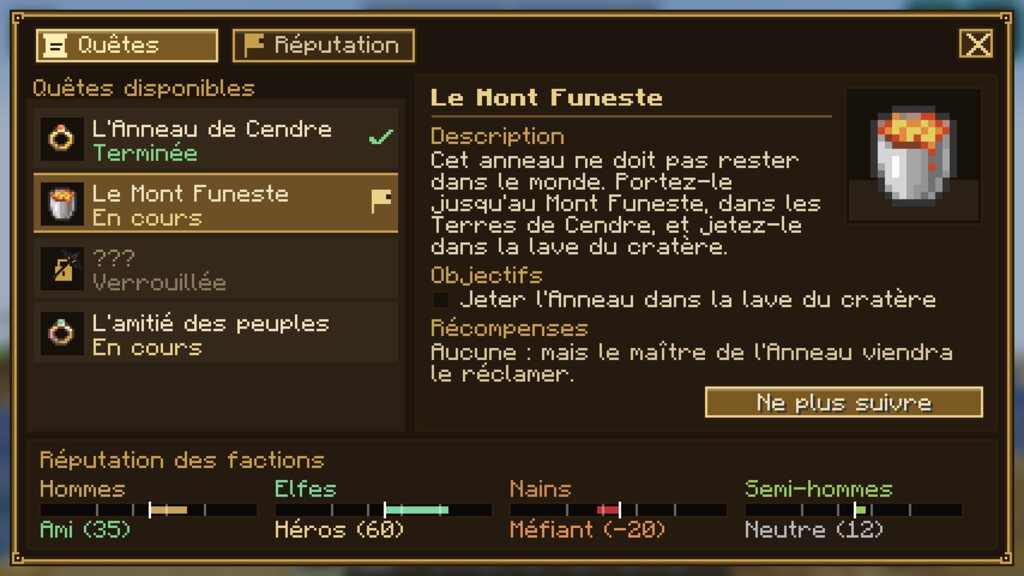 Quêtes
Réputation
Quêtes disponibles
L'Anneau de Cendre
Terminée
Le Mont Funeste
En cours
???
Verrouillée
L'amitié des peuples
En cours
Le Mont Funeste
Description
Cet anneau ne doit pas rester
dans le monde. Portez-le
jusqu'au Mont Funeste, dans les
Terres de Cendre, et jetez-le
dans la lave du cratère.
Objectifs
Jeter l'Anneau dans la lave du cratère
Récompenses
Aucune : mais le maître de l'Anneau viendra
le réclamer.
Ne plus suivre
Réputation des factions
Hommes
Elfes
Nains
Semi-hommes
Ami (35)
Héros (60)
Méfiant (-20)
Neutre (12)